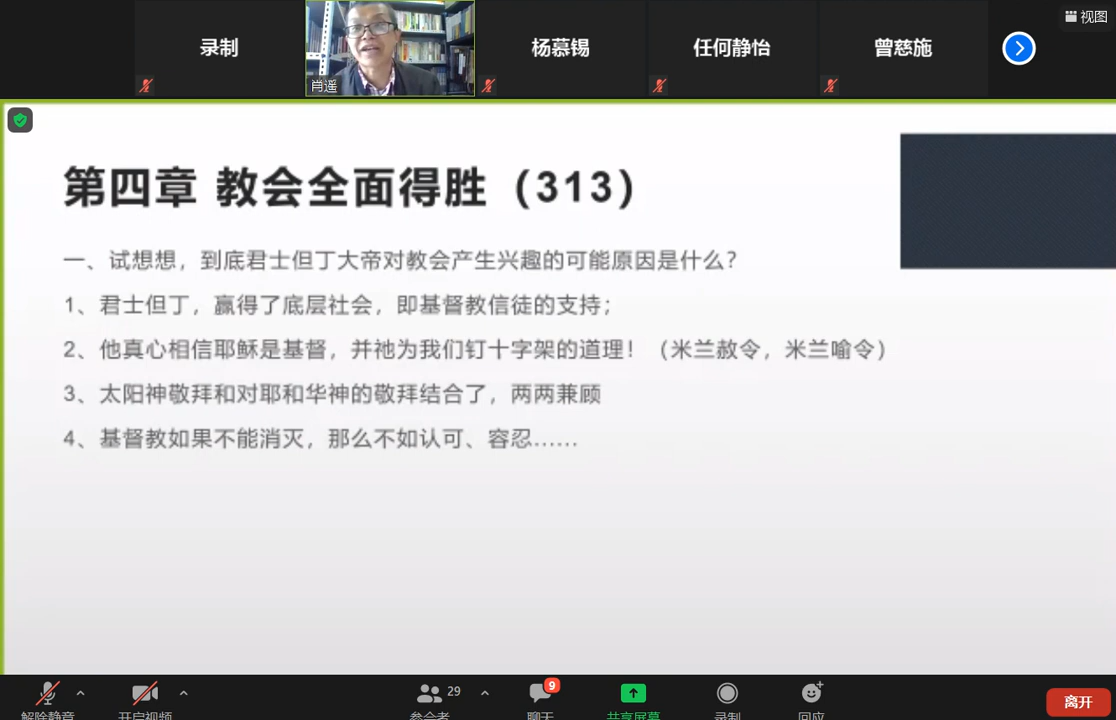 视图
录制
肖遥
杨慕锡
任何静怡
曾慈施
第四章 教会全面得胜（313）
一、试想想，到底君士但丁大帝对教会产生兴趣的可能原因是什么？
1、君士但丁，赢得了底层社会，即基督教信徒的支持；
2、他真心相信耶稣是基督，并祂为我们钉十字架的道理！（米兰赦令，米兰喻令）
3、太阳神敬拜和对耶和华神的敬拜结合了，两两兼顾
4、基督教如果不能消灭，那么不如认可、容忍……
29
9
解除静音
开启视频
参会者
聊天
共享屏幕
录制
回应
离开